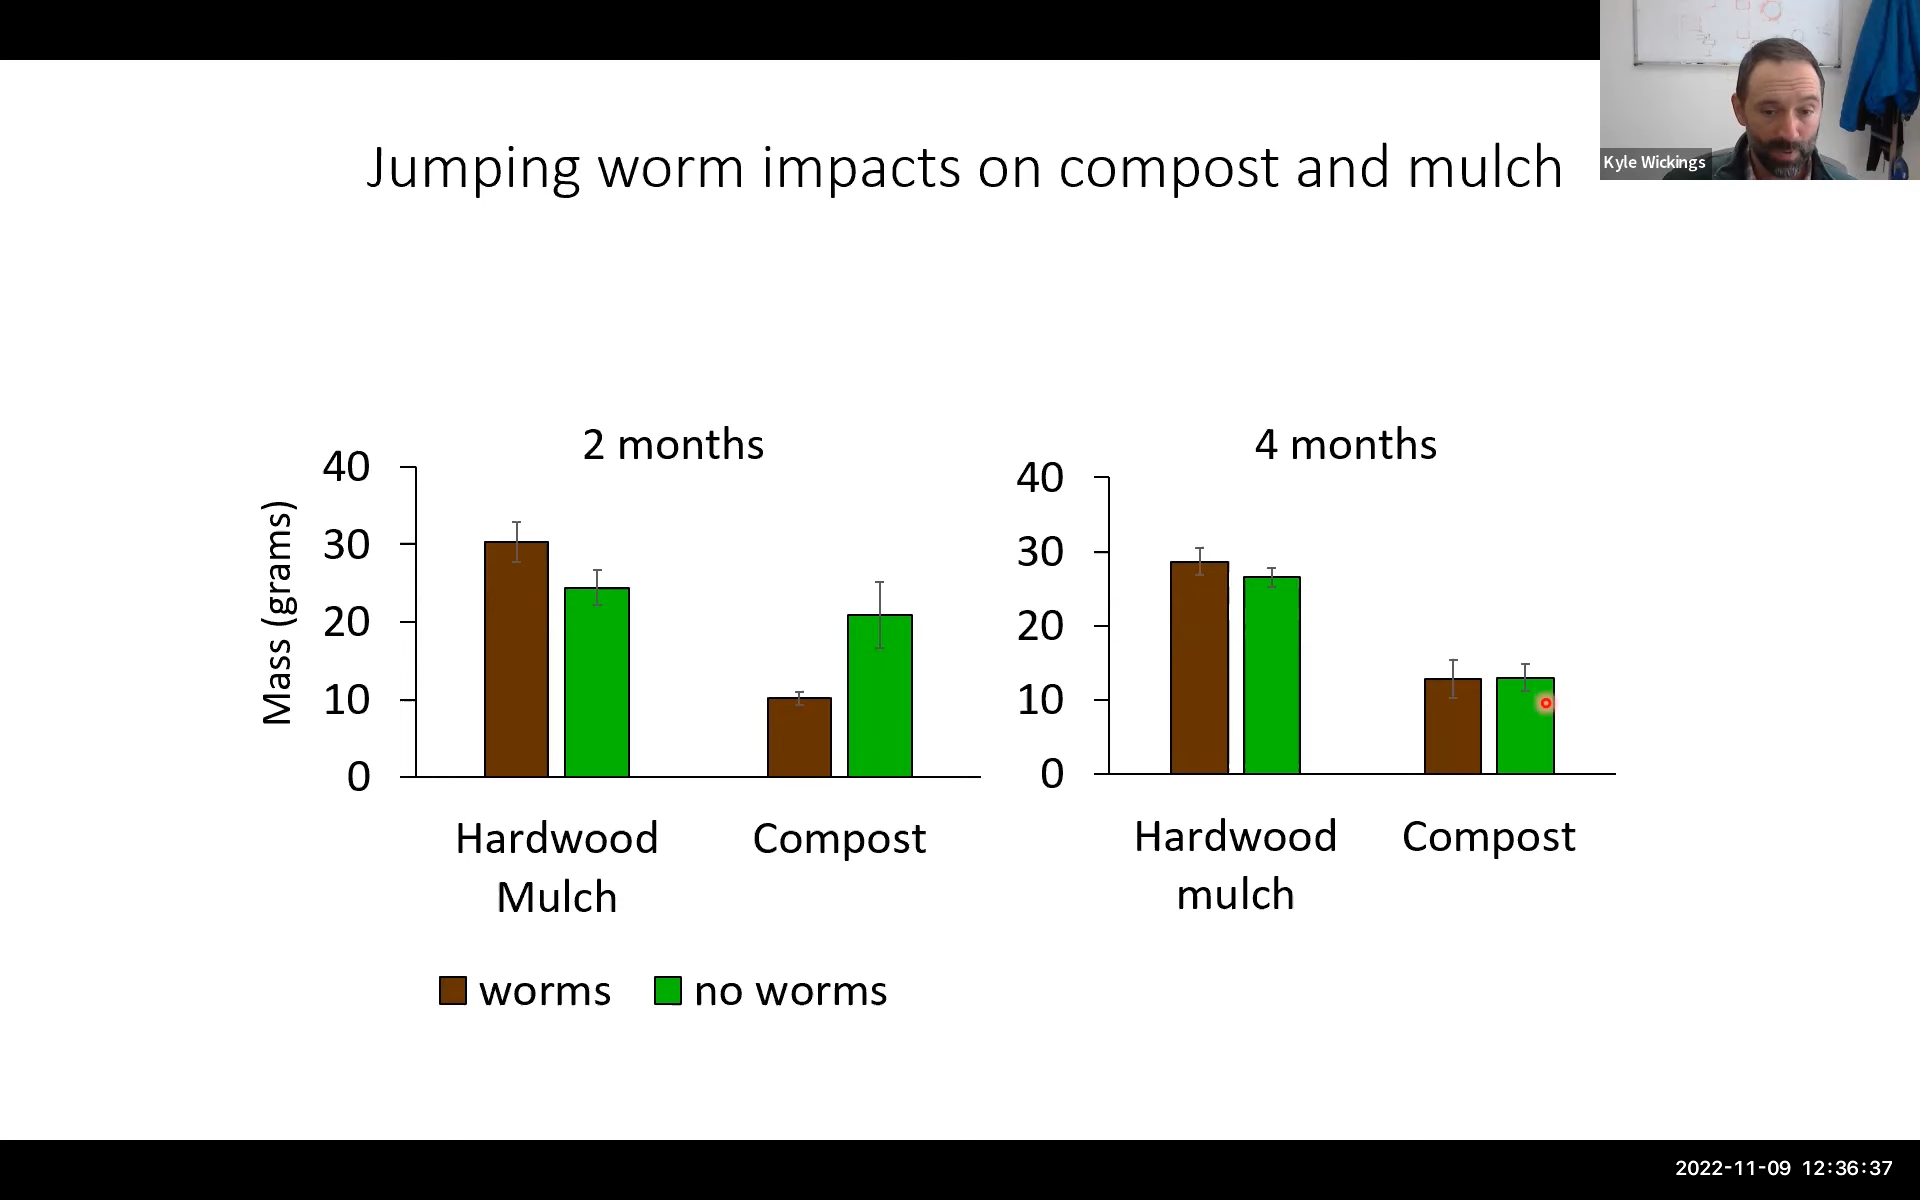 Jumping worm impacts on compost and mulch
Kyle Wickings
2 months
40
30
20
10
0
Mass (grams)
Hardwood
Mulch
Compost
4 months
40
30
20
10
0
Hardwood
mulch
Compost
worms
no worms
2022-11-09 12:36:37